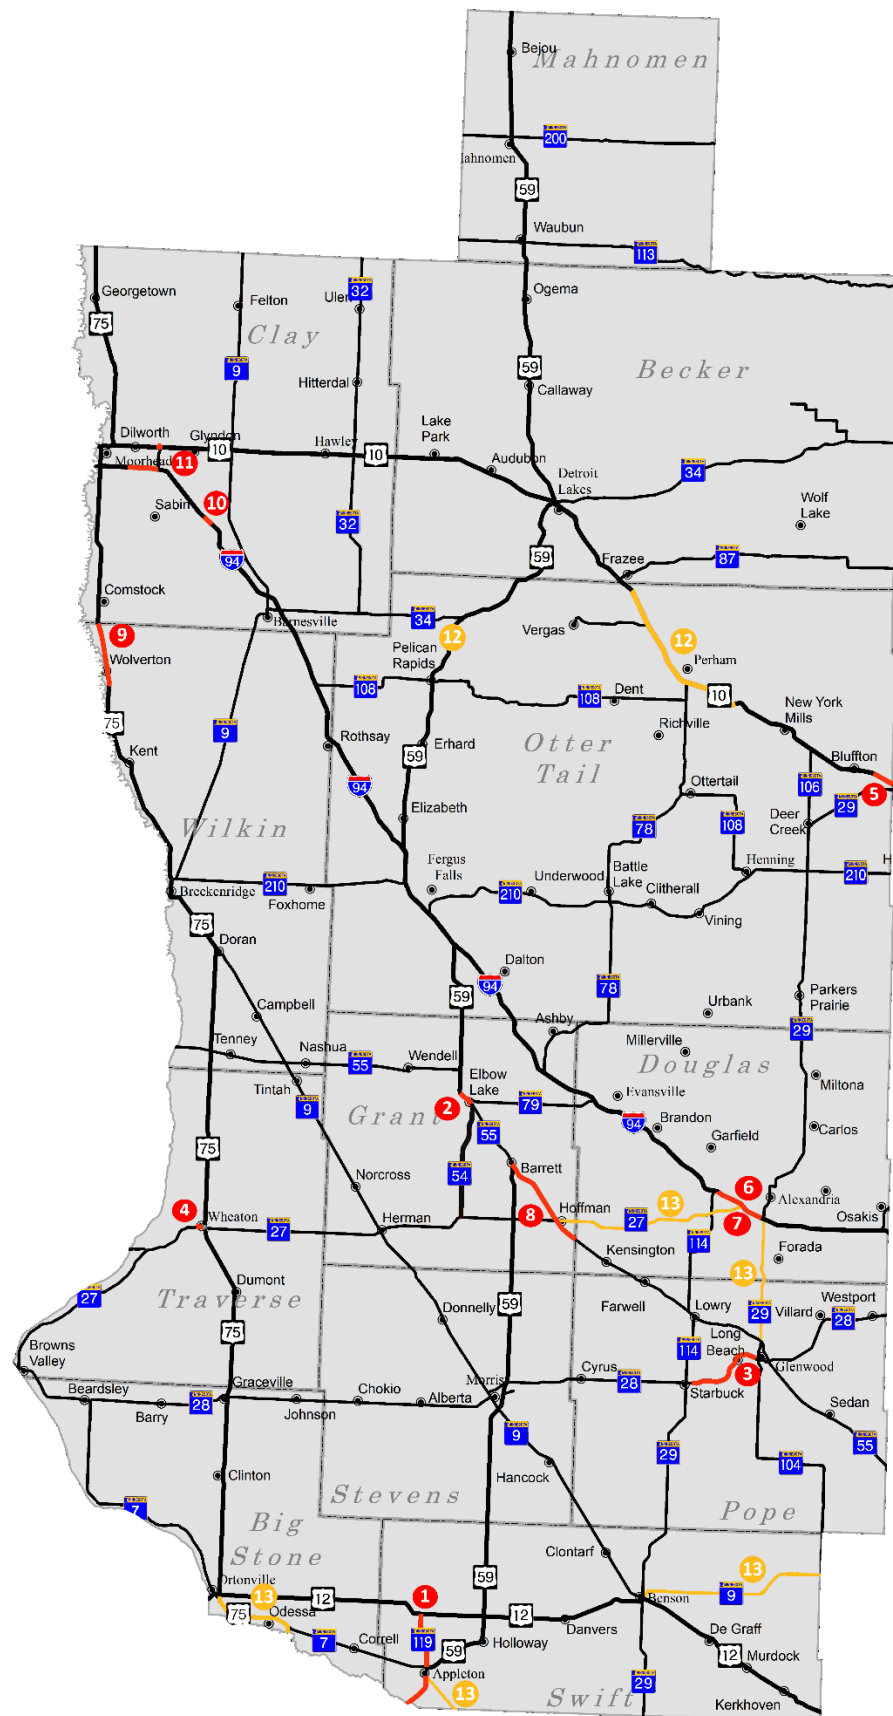 Bejou
Mahnomen
200
ahnomen
59
Waubun
113
Georgetown
Felton
Ulen
32
Ogema
75
Clay
9
Hitterdal
59
Callaway
Becker
Dilworth
Glyndon
10
Hawley
10
Lake
Park
Audubon
Moorhead
11
Detroit
Lakes
34
Sabin
10
32
Wolf
Lake
94
59
Frazee
87
Comstock
Barnesville
34
9
12
Vergas
12
Wolverton
Pelican
Rapids
Perham
108
108
Dent
10
75
9
New York
Mills
Kent
Rothsay
59
Erhard
Otter
Tail
Richville
Bluffton
94
106
29
5
Ottertail
Elizabeth
78
108
Deer
Creek
Wilkin
Fergus
Falls
Underwood
Battle
Lake
Henning
210
H
Breckenridge
210
Foxhome
210
Clitherall
Vining
75
Doran
Dalton
94
59
78
Parkers
Prairie
Campbell
Urbank
Ashby
29
Tenney
Nashua
55
Wendell
Millerville
Douglas
Tintah
Elbow
Lake
Miltona
9
2
79
Evansville
Grant
94
Brandon
Carlos
75
55
Garfield
Barrett
54
Norcross
6
Alexandria
4
Wheaton
13
Hoffman
8
27
7
Osakis
27
Herman
114
Forada
Kensington
13
27
Dumont
Traverse
Farwell
Lowry
29
Villard
Westport
28
Donnelly
59
75
Long
Beach
114
Browns
Valley
Glenwood
Cyrus
3
Morris
28
Starbuck
Beardsley
Graceville
Chokio
28
Barry
Johnson
Alberta
Sedan
9
55
29
Hancock
104
Clinton
7
Stevens
Pope
Big
Stone
Clontarf
13
59
Ortonville
13
12
1
Benson
9
75
Odessa
12
Danvers
119
7
Correll
59
Holloway
De Graff
12
Murdock
Appleton
13
29
Swift
Kerkhoven